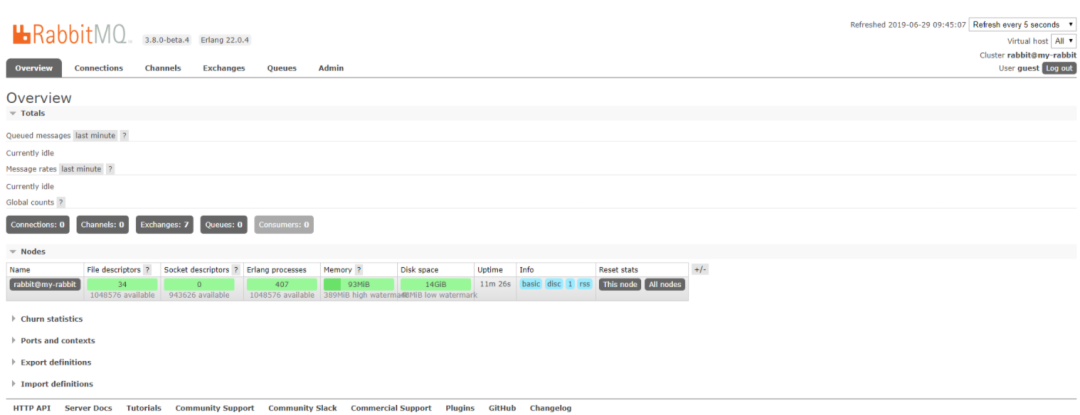 RabbitMQ 3.8.0-beta.4 Erlang 22.0.4
Refreshed 2019-06-29 09:45:07 Refresh every 5 seconds
Virtual host All
Cluster rabbit@my-rabbit
User guest Log out
Overview Connections Channels Exchanges Queues Admin
Overview
Totals
Queued messages last minute ?
Currently idle
Message rates last minute ?
Currently idle
Global counts ?
Connections: 0 Channels: 0 Exchanges: 7 Queues: 0 Consumers: 0
Nodes
Name File descriptors ? Socket descriptors ? Erlang processes Memory ? Disk space Uptime Info Reset stats +/-
rabbit@my-rabbit 34 0 407 93MiB 14GiB 11m 26s basic disc 1 rss This node All nodes
1048576 available 943626 available 1048576 available 389MiB high watermark low watermark
Churn statistics
Ports and contexts
Export definitions
Import definitions
HTTP API Server Docs Tutorials Community Support Community Slack Commercial Support Plugins GitHub Changelog